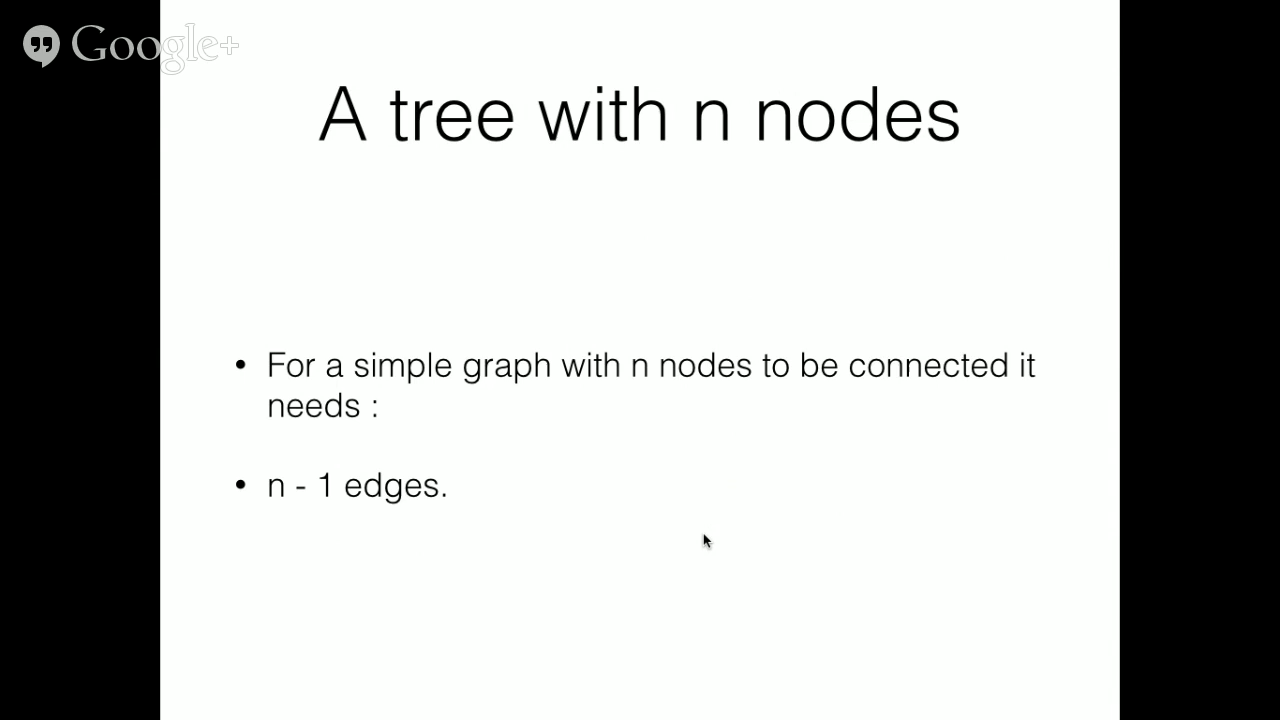 Google+
A tree with n nodes
• For a simple graph with n nodes to be connected it
needs :
• n - 1 edges.